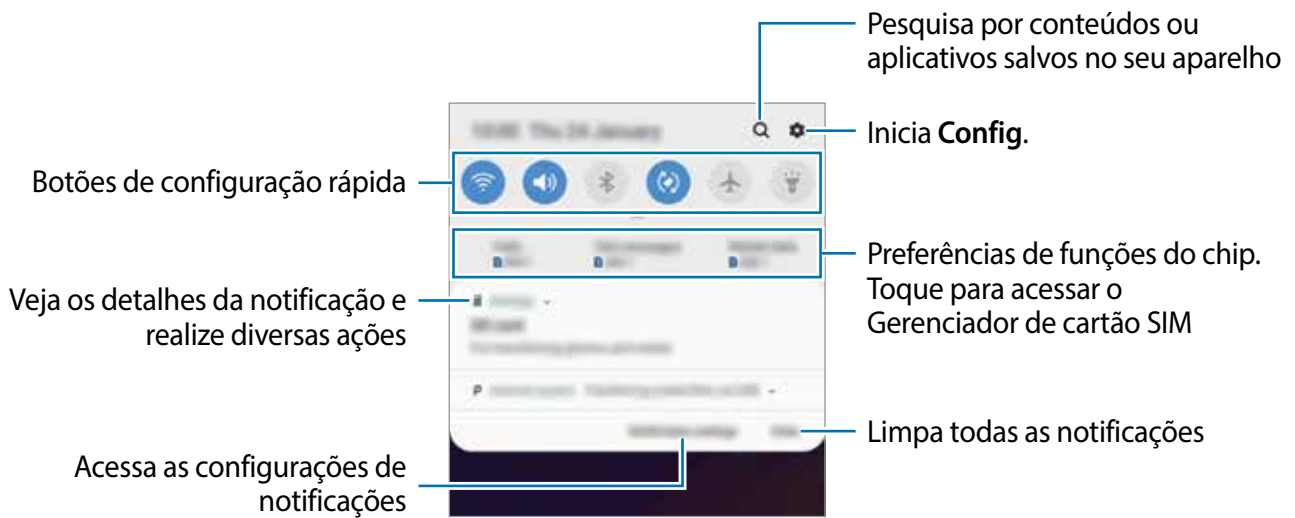 Pesquisa por conteúdos ou
aplicativos salvos no seu aparelho
Inicia Config.
Botões de configuração rápida
Preferências de funções do chip.
Toque para acessar o
Gerenciador de cartão SIM
Veja os detalhes da notificação e
realize diversas ações
Limpa todas as notificações
Acessa as configurações de
notificações